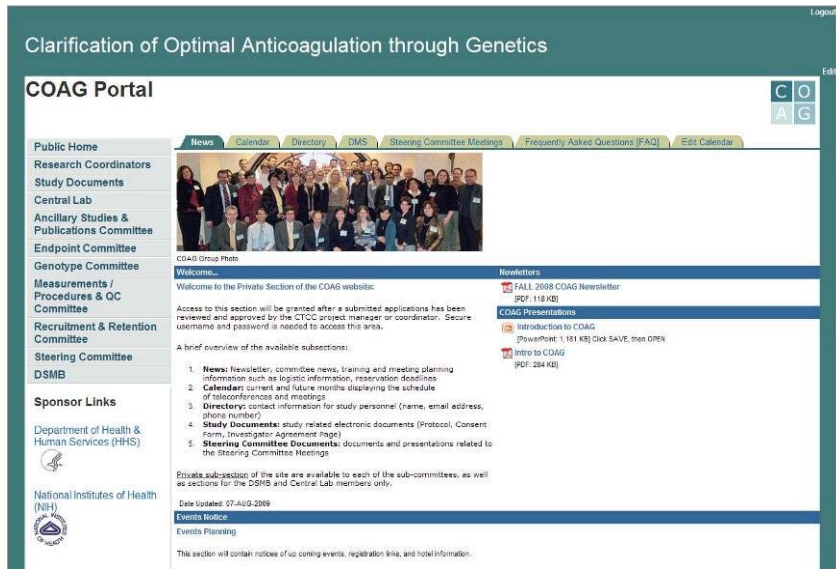 Logout
Clarification of Optimal Anticoagulation through Genetics
Edit
COAG Portal
C O
A G
News
Calendar
Directory
DMS
Steering Committee Meetings
Frequently Asked Questions [FAQ]
Edit Calendar
Public Home
Research Coordinators
Study Documents
Central Lab
Ancillary Studies &
Publications Committee
Endpoint Committee
Genotype Committee
Measurements /
Procedures & QC
Committee
Recruitment & Retention
Committee
Steering Committee
DSMB
Sponsor Links
Department of Health &
Human Services (HHS)
National Institutes of Health
(NIH)
COAG Group Photo
Welcome...
Welcome to the Private Section of the COAG website:
Access to this section will be granted after a submitted applications has been
reviewed and approved by the CTCC project manager or coordinator. Secure
username and password is needed to access this area.
A brief overview of the available subsections:
1. News: Newsletter, committee news, training and meeting planning
information such as logistic information, reservation deadlines
2. Calendar: current and future months displaying the schedule
of teleconferences and meetings
3. Directory: contact information for study personnel (name, email address,
phone number)
4. Study Documents: study related electronic documents (Protocol, Consent
Form, Investigator Agreement Page)
5. Steering Committee Documents: documents and presentations related to
the Steering Committee Meetings
Private sub-section of the site are available to each of the sub-committees, as well
as sections for the DSMB and Central Lab members only.
Date Updated: 07-AUG-2009
Newletters
FALL 2008 COAG Newsletter
[PDF: 118 KB]
COAG Presentations
Introduction to COAG
[PowerPoint: 1,181 KB] Click SAVE, then OPEN
Intro to COAG
[PDF: 284 KB]
Events Notice
Events Planning
This section will contain notices of up coming events, registration links, and hotel information.